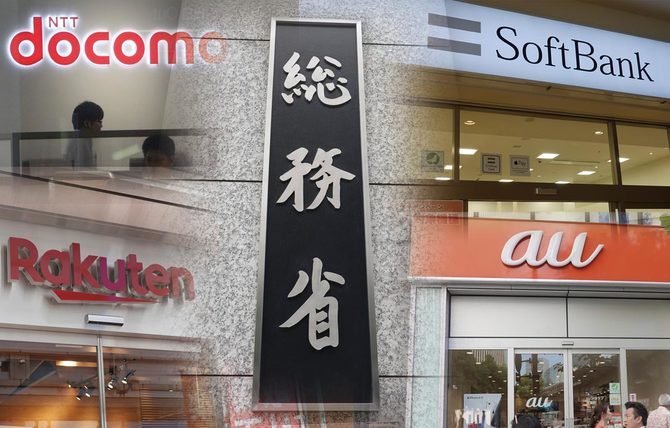 NTT
docomo
Rakuten
総務省
SoftBank
au
au